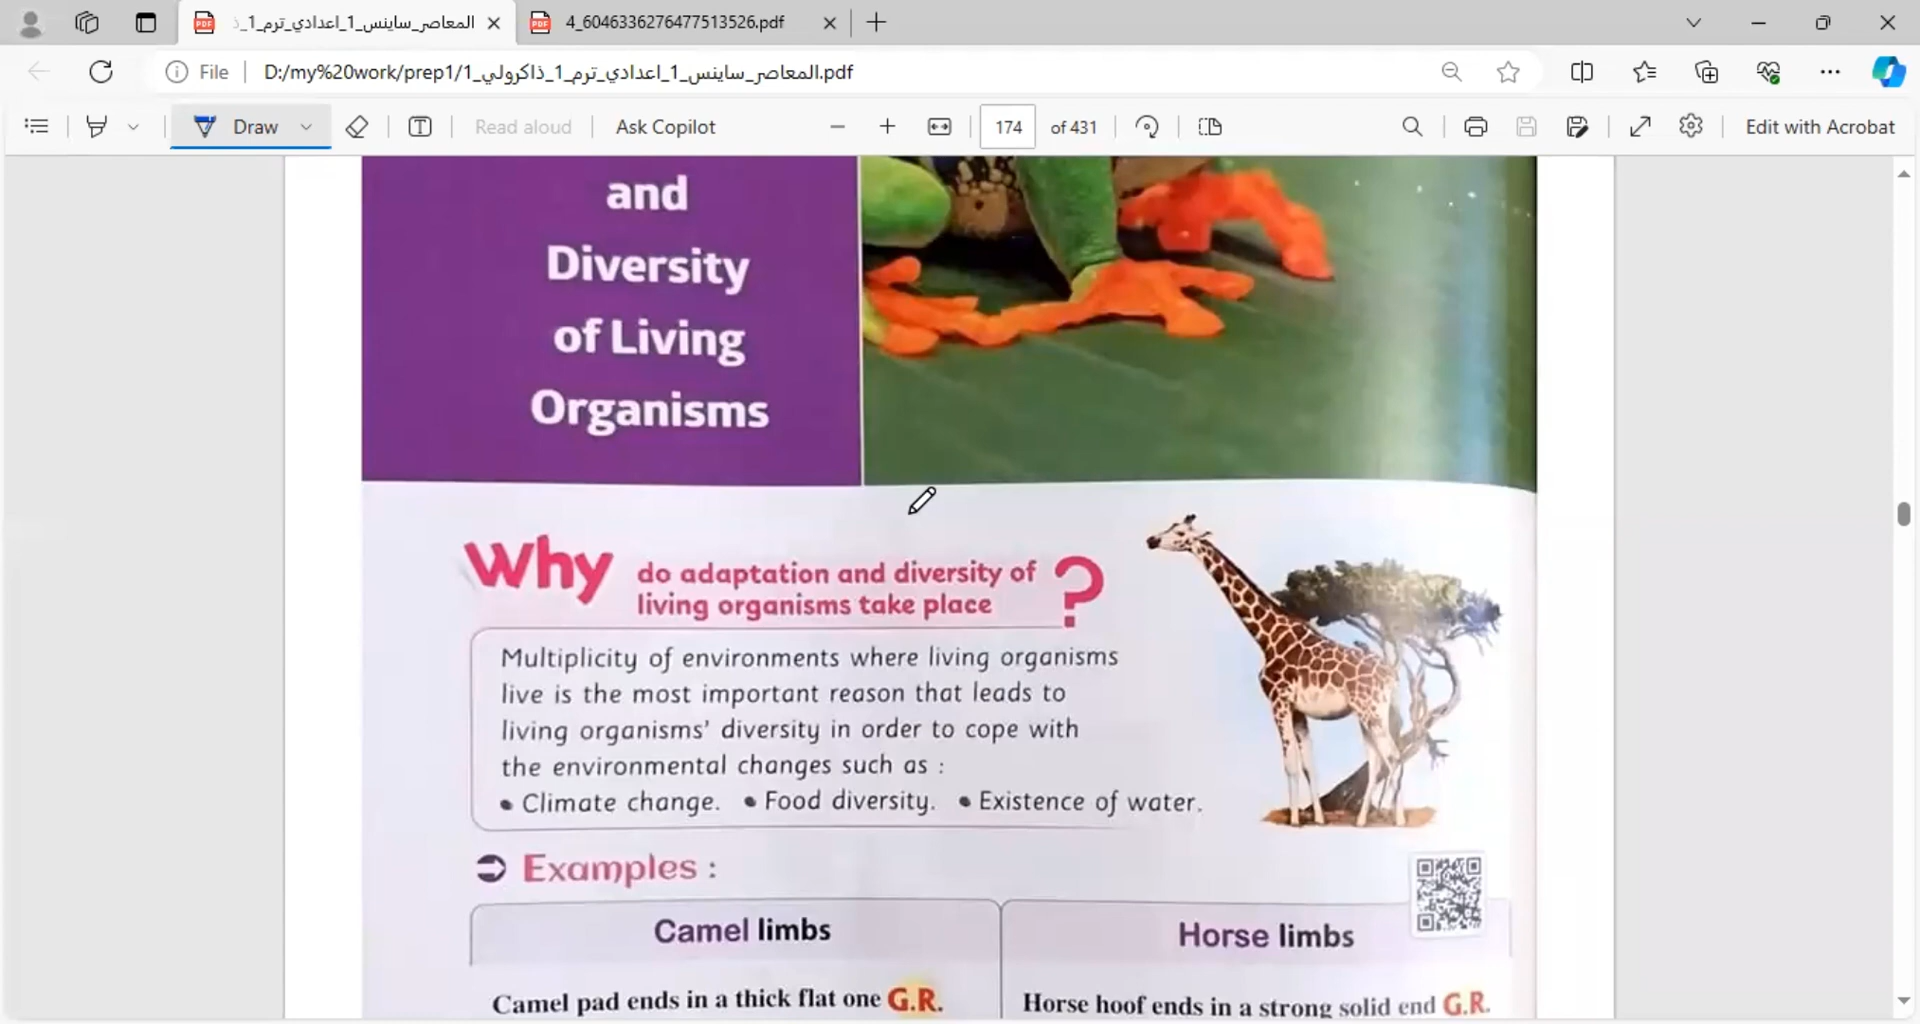 المعاصر_ساينس_1_اعدادي_ترم_1_ذ
4_6046336276477513526.pdf
File
D:/my%20work/prep1/1_المعاصر_ساينس_1_اعدادي_ترم_1_ذاكرولي.pdf
Draw
Read aloud
Ask Copilot
174
of 431
Edit with Acrobat
and
Diversity
of Living
Organisms
Why do adaptation and diversity of
living organisms take place ?
Multiplicity of environments where living organisms
live is the most important reason that leads to
living organisms' diversity in order to cope with
the environmental changes such as :
• Climate change. • Food diversity. • Existence of water.
Examples :
Camel limbs
Horse limbs
Camel pad ends in a thick flat one G.R.
Horse hoof ends in a strong solid end G.R.